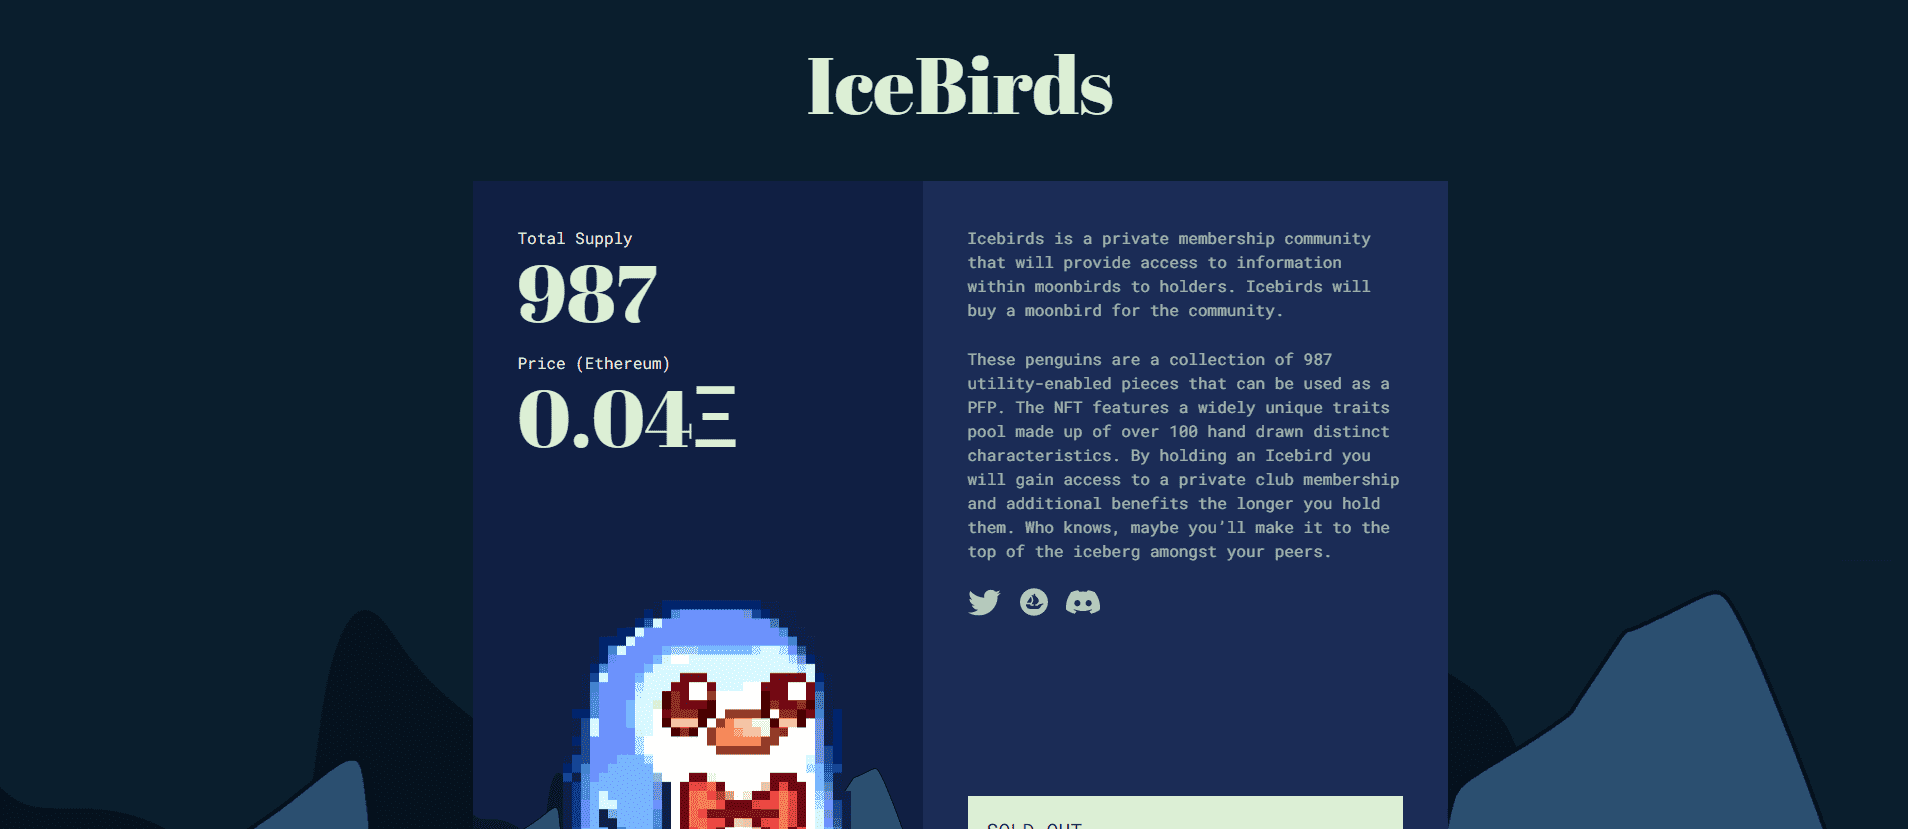 IceBirds
Total Supply
987
Price (Ethereum)
0.04Ξ
Icebirds is a private membership community
that will provide access to information
within moonbirds to holders. Icebirds will
buy a moonbird for the community.
These penguins are a collection of 987
utility-enabled pieces that can be used as a
PFP. The NFT features a widely unique traits
pool made up of over 100 hand drawn distinct
characteristics. By holding an Icebird you
will gain access to a private club membership
and additional benefits the longer you hold
them. Who knows, maybe you’ll make it to the
top of the iceberg amongst your peers.
SOLD OUT